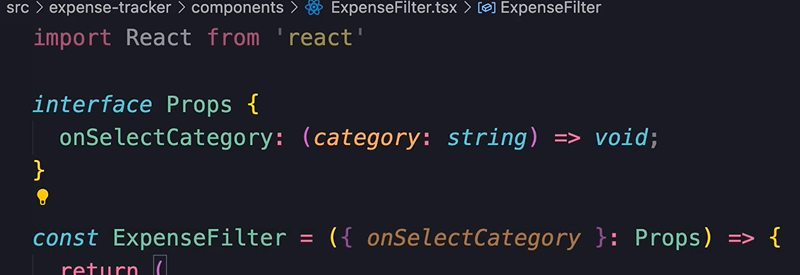 src > expense-tracker > components > ExpenseFilter.tsx > ExpenseFilter
import React from 'react'
interface Props {
onSelectCategory: (category: string) => void;
}
const ExpenseFilter = ({ onSelectCategory }: Props) => {
return (